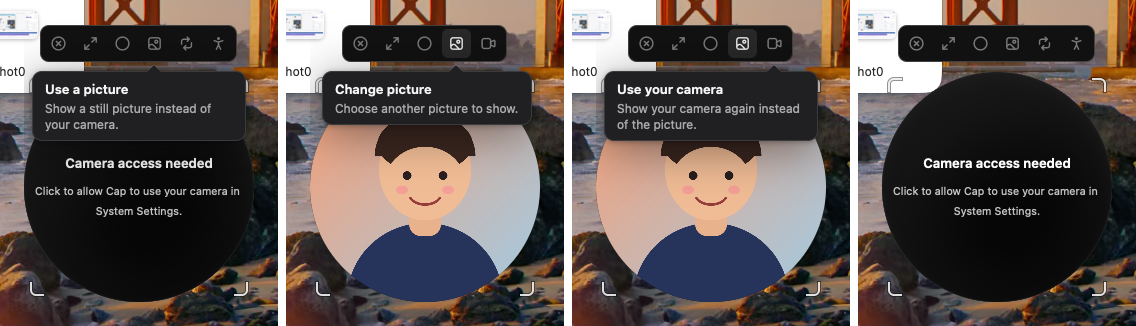 hot0
Use a picture
Show a still picture instead of
your camera.
Camera access needed
Click to allow Cap to use your camera in
System Settings.
hot0
Change picture
Choose another picture to show.
hot0
Use your camera
Show your camera again instead
of the picture.
hot0
Camera access needed
Click to allow Cap to use your camera in
System Settings.